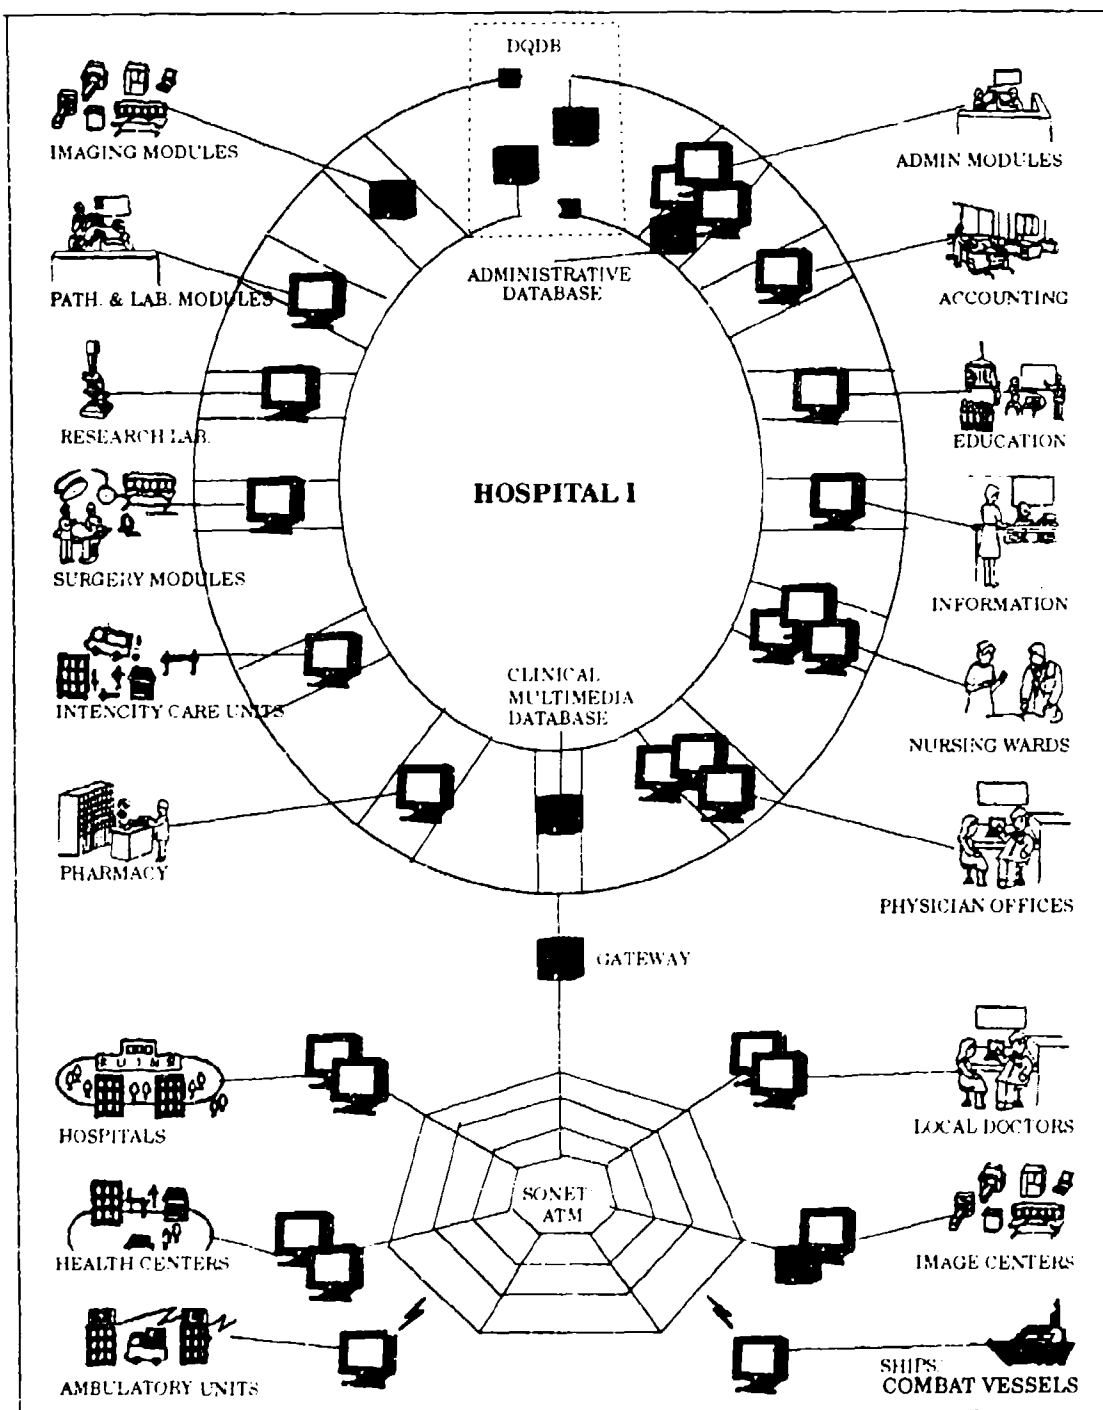 DQDB
IMAGING MODULES
ADMIN MODULES
PATH. & LAB. MODULES
ADMINISTRATIVE
DATABASE
ACCOUNTING
RESEARCH LAB.
EDUCATION
HOSPITAL I
SURGERY MODULES
INFORMATION
INTENCITY CARE UNITS
CLINICAL
MULTIMEDIA
DATABASE
NURSING WARDS
PHARMACY
PHYSICIAN OFFICES
GATEWAY
HOSPITALS
LOCAL DOCTORS
SONET
ATM
HEALTH CENTERS
IMAGE CENTERS
AMBULATORY UNITS
SHIPS
COMBAT VESSELS